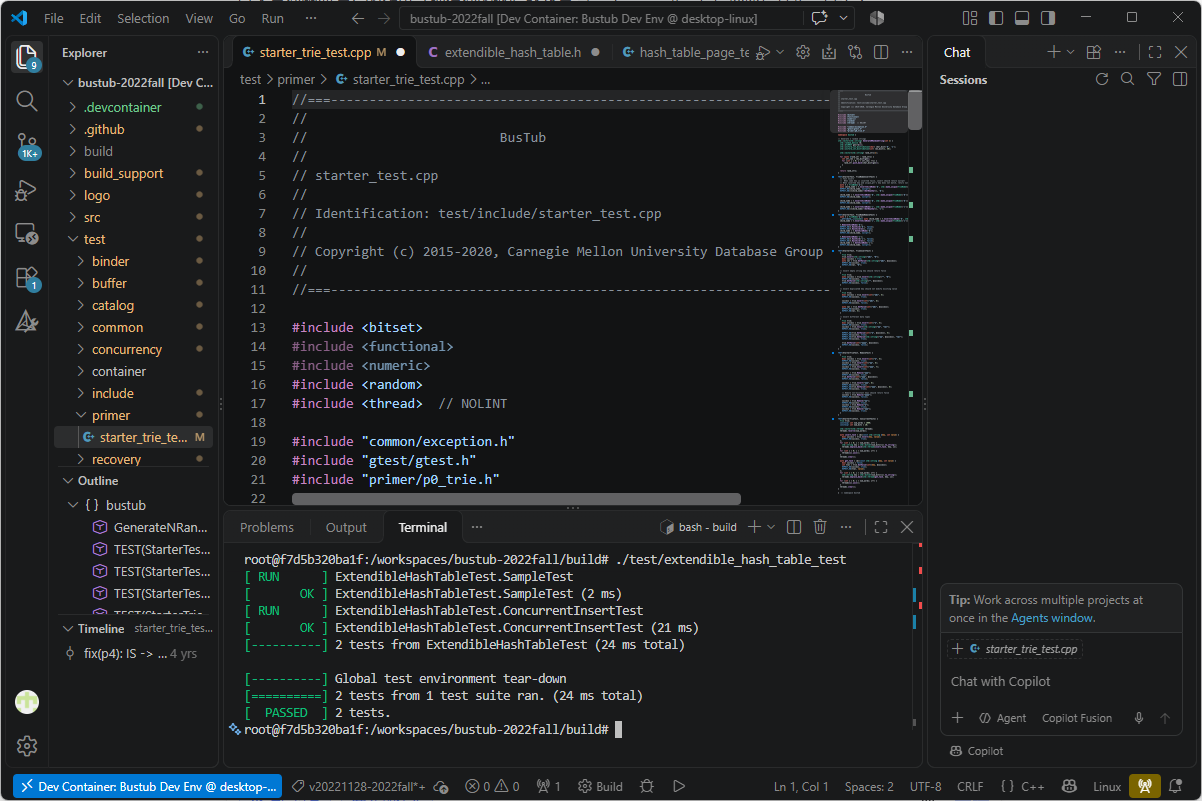 File Edit Selection View Go Run ···
bustub-2022fall [Dev Container: Bustub Dev Env @ desktop-linux]
Explorer
bustub-2022fall [Dev C...
.devcontainer
.github
build
build_support
logo
src
test
binder
buffer
catalog
common
concurrency
container
include
primer
starter_trie_te... M
recovery
Outline
{ } bustub
GenerateNRan...
TEST(StarterTes...
TEST(StarterTes...
TEST(StarterTes...
TEST(StarterTrie...
Timeline starter_trie_tes...
fix(p4): IS -> ... 4 yrs
9
1K+
1
starter_trie_test.cpp M
extendible_hash_table.h
hash_table_page_te
test > primer > starter_trie_test.cpp > ...
1 //===----------------------------------------------------------------
2 //
3 // BusTub
4 //
5 // starter_test.cpp
6 //
7 // Identification: test/include/starter_test.cpp
8 //
9 // Copyright (c) 2015-2020, Carnegie Mellon University Database Group
10 //
11 //===----------------------------------------------------------------
12
13 #include <bitset>
14 #include <functional>
15 #include <numeric>
16 #include <random>
17 #include <thread> // NOLINT
18
19 #include "common/exception.h"
20 #include "gtest/gtest.h"
21 #include "primer/p0_trie.h"
22
Problems Output Terminal ···
bash - build
root@f7d5b320ba1f:/workspaces/bustub-2022fall/build# ./test/extendible_hash_table_test
[ RUN      ] ExtendibleHashTableTest.SampleTest
[       OK ] ExtendibleHashTableTest.SampleTest (2 ms)
[ RUN      ] ExtendibleHashTableTest.ConcurrentInsertTest
[       OK ] ExtendibleHashTableTest.ConcurrentInsertTest (21 ms)
[----------] 2 tests from ExtendibleHashTableTest (24 ms total)
[----------] Global test environment tear-down
[==========] 2 tests from 1 test suite ran. (24 ms total)
[  PASSED  ] 2 tests.
root@f7d5b320ba1f:/workspaces/bustub-2022fall/build#
Chat
Sessions
Tip: Work across multiple projects at
once in the Agents window.
starter_trie_test.cpp
Chat with Copilot
Agent Copilot Fusion
Copilot
Dev Container: Bustub Dev Env @ desktop-... v20221128-2022fall*+ 0 0 1 Build Ln 1, Col 1 Spaces: 2 UTF-8 CRLF { } C++ Linux